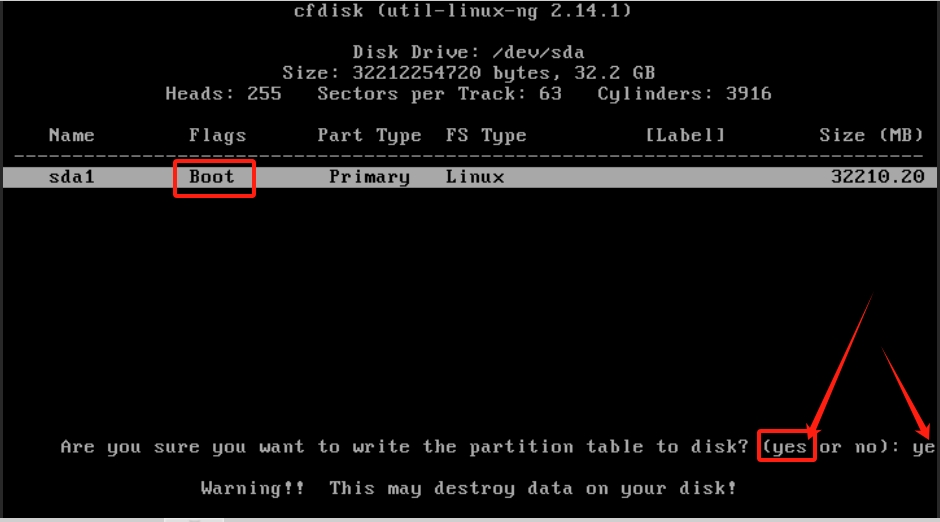 cfdisk (util-linux-ng 2.14.1)
Disk Drive: /dev/sda
Size: 32212254720 bytes, 32.2 GB
Heads: 255 Sectors per Track: 63 Cylinders: 3916
Name Flags Part Type FS Type [Label] Size (MB)
sda1 Boot Primary Linux 32210.20
Are you sure you want to write the partition table to disk? (yes or no): ye
Warning!! This may destroy data on your disk!